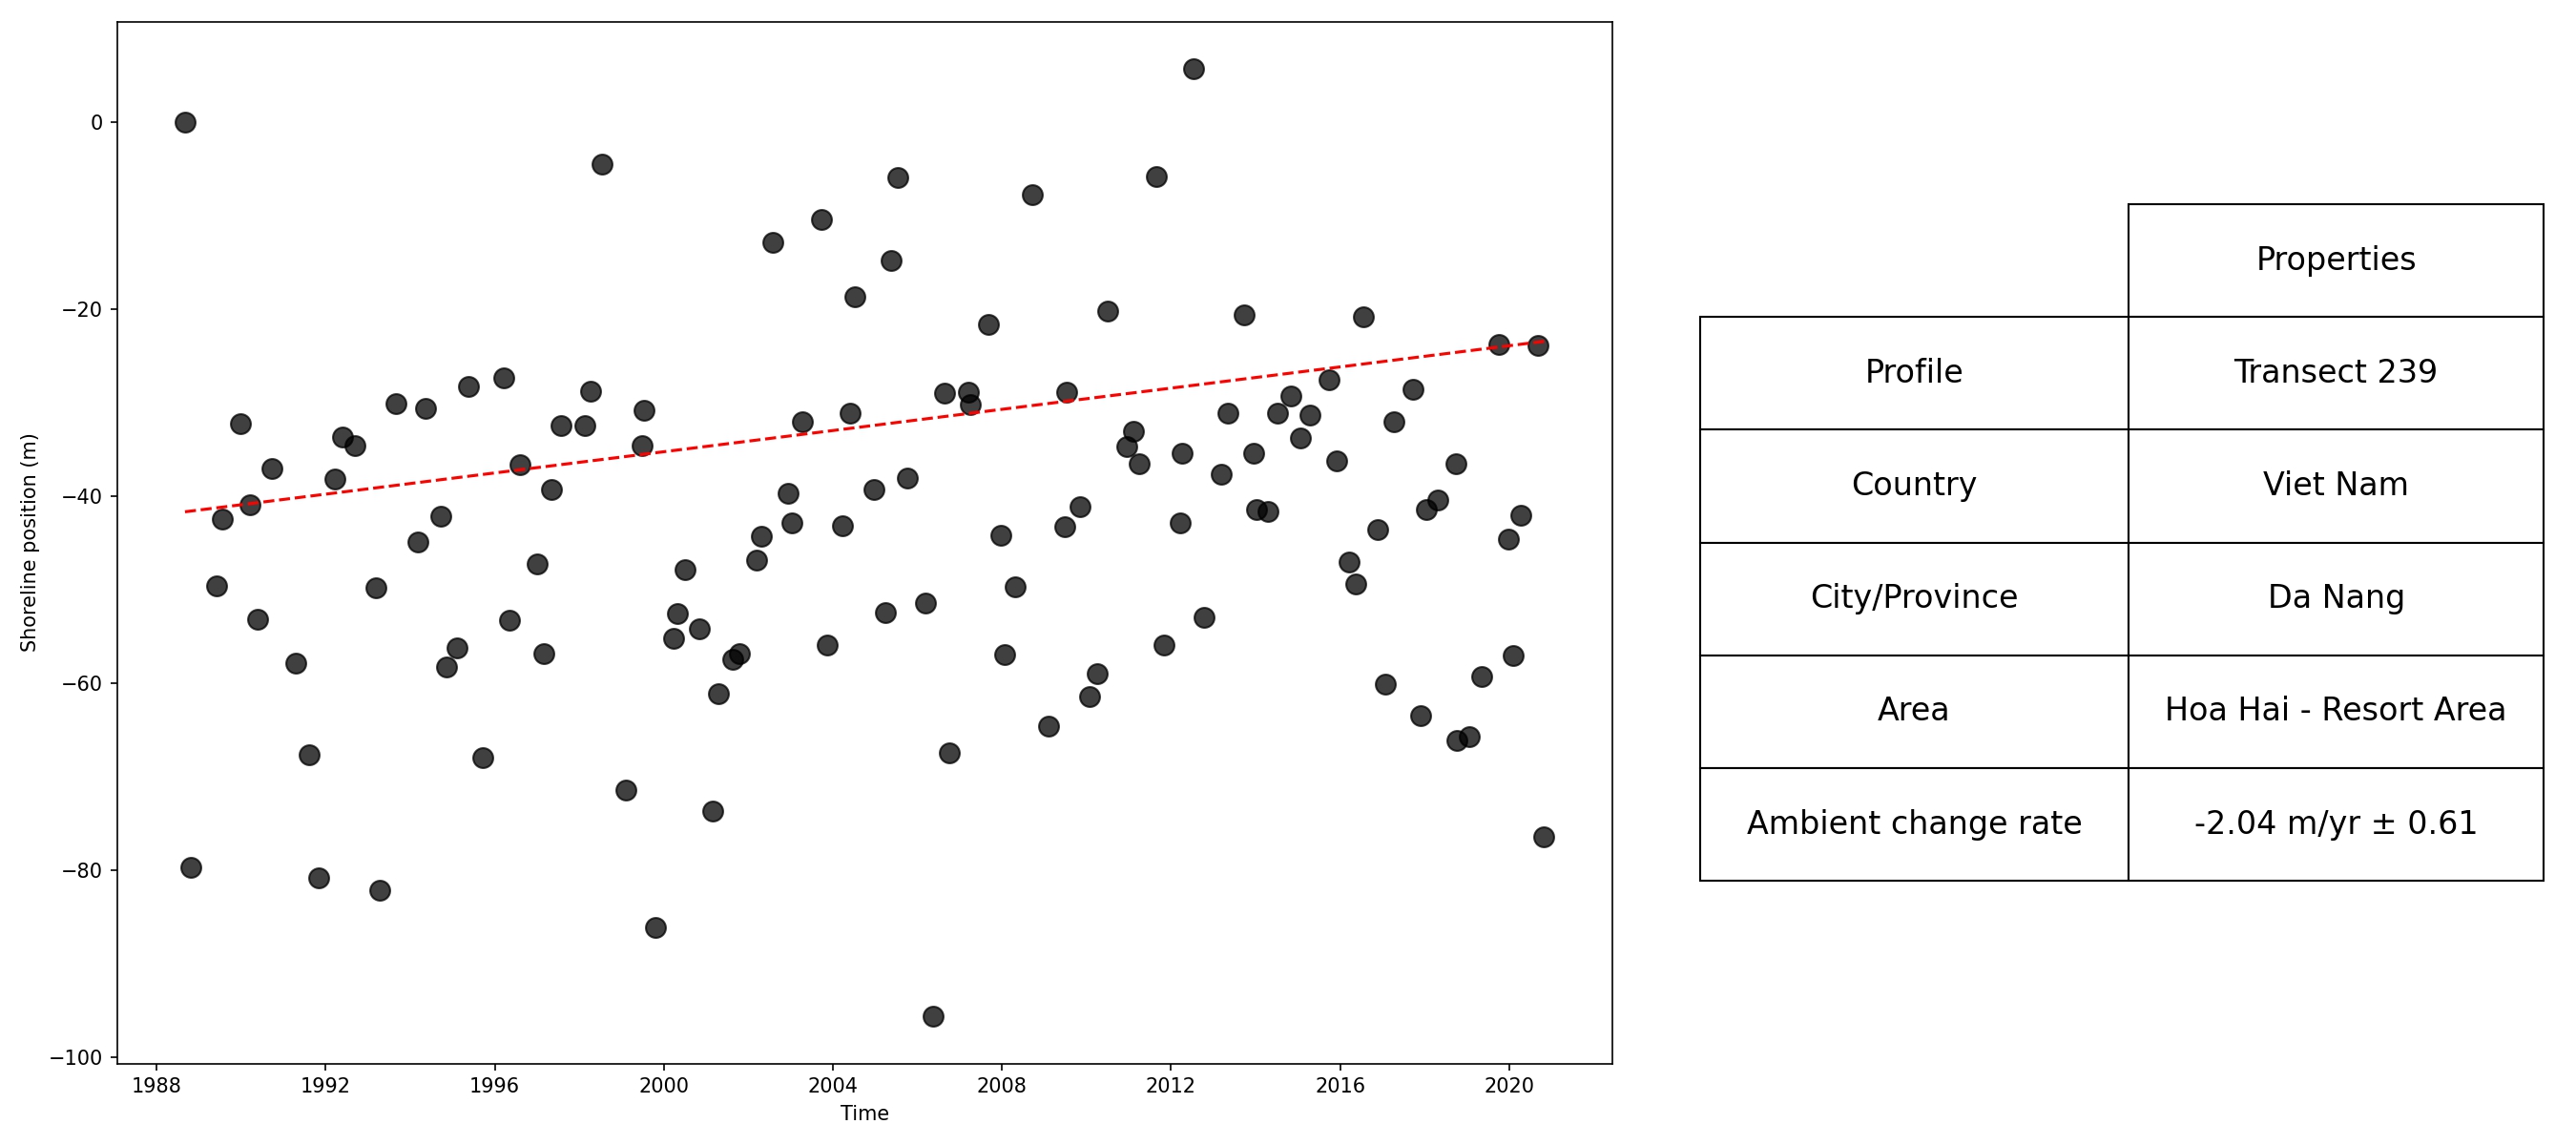 0
−20
−40
−60
−80
−100
Shoreline position (m)
1988 1992 1996 2000 2004 2008 2012 2016 2020
Time
Properties
Profile Transect 239
Country Viet Nam
City/Province Da Nang
Area Hoa Hai - Resort Area
Ambient change rate -2.04 m/yr ± 0.61